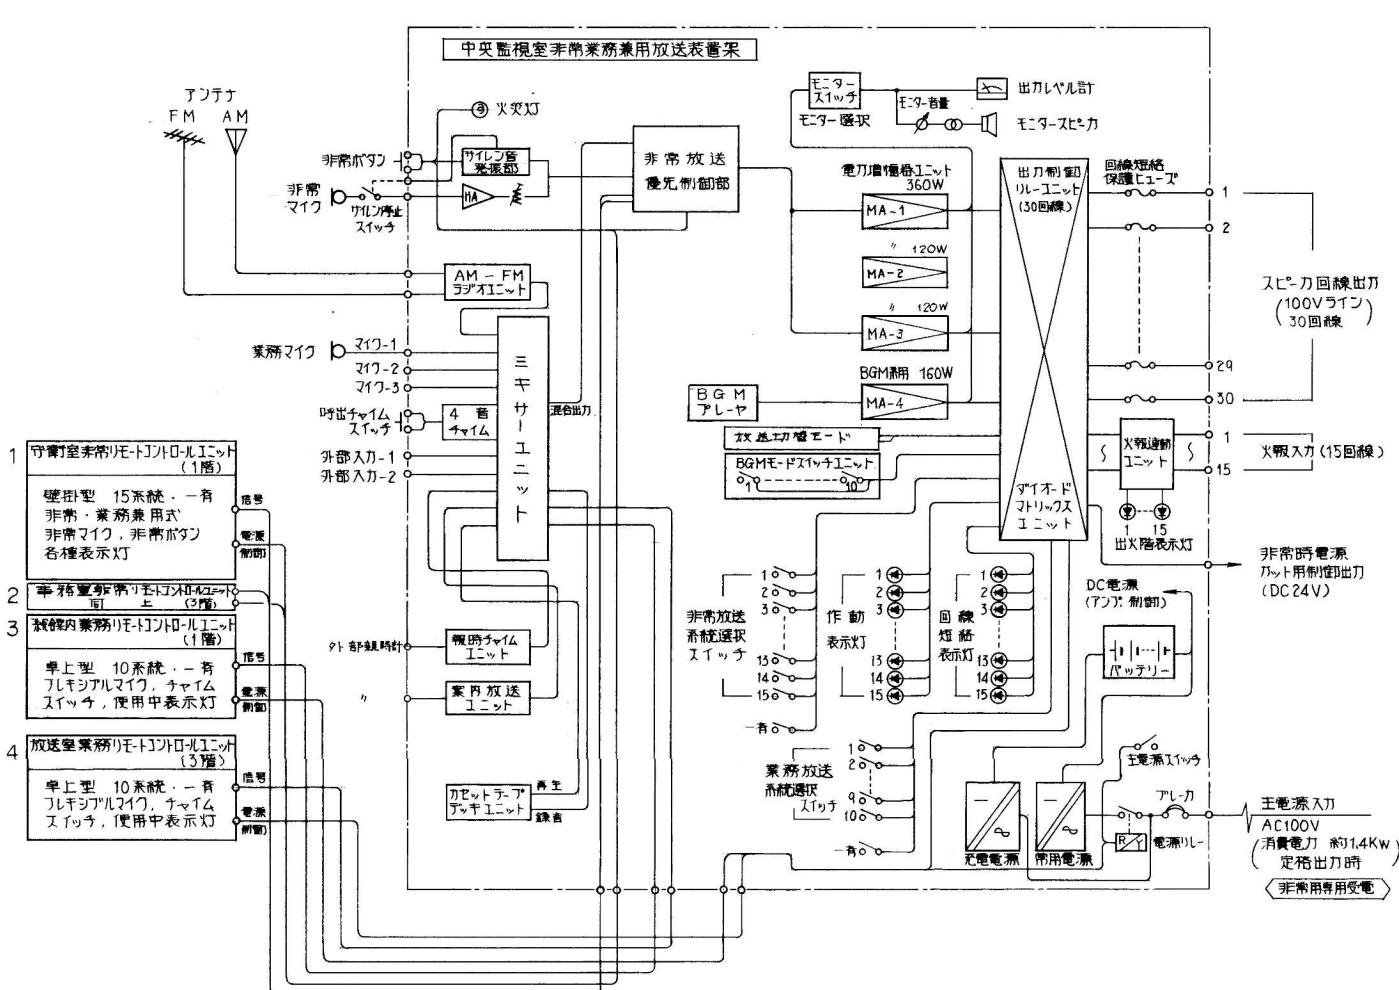 中央監視室非常業務兼用放送装置架
アンテナ
FM AM
火災灯
非常ボタン
サイレン音
発振部
非常
マイク
サイレン停止
スイッチ
MA
非常放送
優先制御部
モニター
スイッチ
モニター選択
出力レベル計
モニター音量
モニタースピーカ
電力増幅器ユニット
360W
MA-1
〃 120W
MA-2
〃 120W
MA-3
BGM兼用 160W
MA-4
BGM
プレーヤ
放送切替モード
BGMモードスイッチユニット
1 10
出力制御
リレーユニット
(30回線)
ダイオード
マトリックス
ユニット
回線短絡
保護ヒューズ
1
2
29
30
スピーカ回線出力
(100Vライン)
30回線
火報連動
ユニット
1
15
火報入力(15回線)
1 15
出火階表示灯
非常時電源
カット用制御出力
(DC24V)
AM-FM
ラジオユニット
業務マイク
マイク-1
マイク-2
マイク-3
呼出チャイム
スイッチ
4音
チャイム
外部入力-1
外部入力-2
ミキサーユニット
混合出力
1
守衛室非常リモートコントロールユニット
(1階)
壁掛型 15系統・一斉
非常・業務兼用式
非常マイク,非常ボタン
各種表示灯
信号
電源
制御
2
事務室非常リモートコントロールユニット
同上 (3階)
3
(1階)
卓上型 10系統・一斉
フレキシブルマイク,チャイム
スイッチ,使用中表示灯
信号
電源
制御
4
放送室業務リモートコントロールユニット
(3階)
卓上型 10系統・一斉
フレキシブルマイク,チャイム
スイッチ,使用中表示灯
信号
電源
制御
外部親時計
報時チャイム
ユニット
〃
案内放送
ユニット
カセットテープ
デッキユニット
再生
録音
非常放送
系統選択
スイッチ
1
2
3
13
14
15
一斉
作動
表示灯
1
2
3
13
14
15
回線
短絡
表示灯
1
2
3
13
14
15
業務放送
系統選択
スイッチ
1
2
9
10
一斉
DC電源
(アンプ,制御)
バッテリー
充電電源
常用電源
主電源スイッチ
ブレーカ
RY
電源リレー
主電源入力
AC100V
(消費電力 約1.4Kw)
定格出力時
非常用専用受電